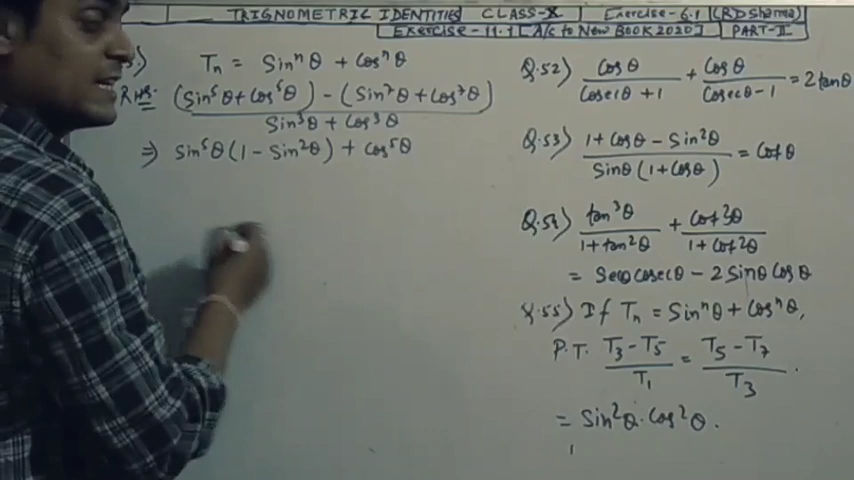 TRIGNOMETRIC IDENTITIES CLASS-X Exercise-6.1 (RD Sharma)
Exercise-11.1 [A/c to New BOOK 2020] PART-II
Tₙ = Sinⁿθ + Cosⁿθ
RHS. (Sin⁵θ + Cos⁵θ) - (Sin⁷θ + Cos⁷θ) / Sin³θ + Cos³θ
⇒ Sin⁵θ(1 - Sin²θ) + Cos⁵θ
Q.52) Cosθ / Cosecθ + 1 + Cosθ / Cosecθ - 1 = 2tanθ
Q.53) 1 + Cosθ - Sin²θ / Sinθ(1 + Cosθ) = Cotθ
Q.54) tan³θ / 1 + tan²θ + Cot³θ / 1 + Cot²θ
= Secθ Cosecθ - 2 Sinθ Cosθ
Q.55) If Tₙ = Sinⁿθ + Cosⁿθ,
P.T. T₃ - T₅ / T₁ = T₅ - T₇ / T₃ .
= Sin²θ · Cos²θ .